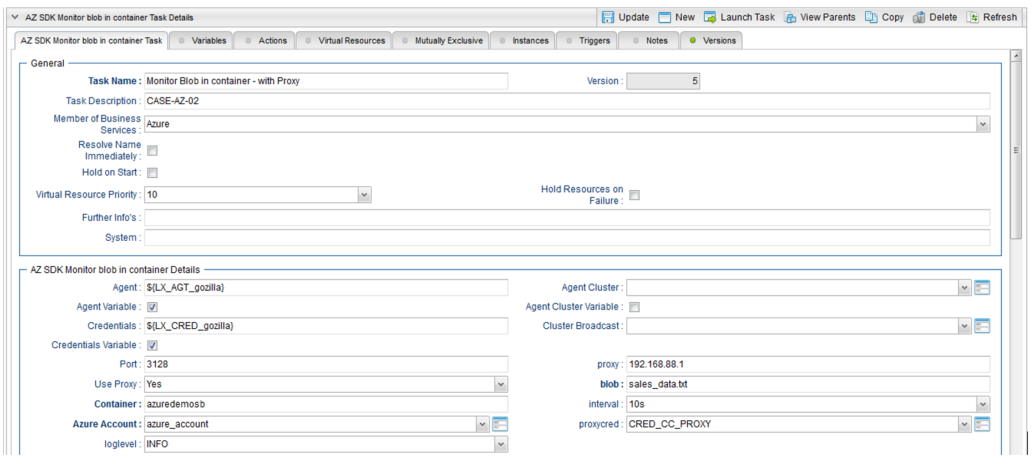 AZ SDK Monitor blob in container Task Details Update New Launch Task View Parents Copy Delete Refresh
AZ SDK Monitor blob in container Task Variables Actions Virtual Resources Mutually Exclusive Instances Triggers Notes Versions
General
Task Name : Monitor Blob in container - with Proxy Version : 5
Task Description : CASE-AZ-02
Member of Business
Services : Azure
Resolve Name
Immediately :
Hold on Start :
Virtual Resource Priority : 10 Hold Resources on
Failure :
Further Info's :
System :
AZ SDK Monitor blob in container Details
Agent : ${LX_AGT_gozilla} Agent Cluster :
Agent Variable : Agent Cluster Variable :
Credentials : ${LX_CRED_gozilla} Cluster Broadcast :
Credentials Variable :
Port : 3128 proxy : 192.168.88.1
Use Proxy : Yes blob : sales_data.txt
Container : azuredemosb interval : 10s
Azure Account : azure_account proxycred : CRED_CC_PROXY
loglevel : INFO